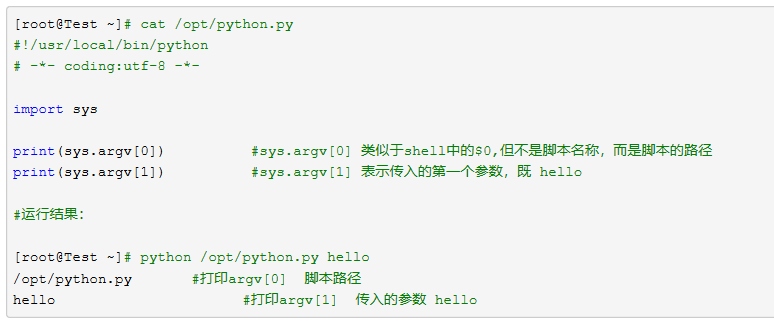 [root@Test ~]# cat /opt/python.py
#!/usr/local/bin/python
# -*- coding:utf-8 -*-
import sys
print(sys.argv[0])          #sys.argv[0] 类似于shell中的$0,但不是脚本名称，而是脚本的路径
print(sys.argv[1])          #sys.argv[1] 表示传入的第一个参数，既 hello
#运行结果：
[root@Test ~]# python /opt/python.py hello
/opt/python.py       #打印argv[0]  脚本路径
hello                      #打印argv[1]  传入的参数 hello